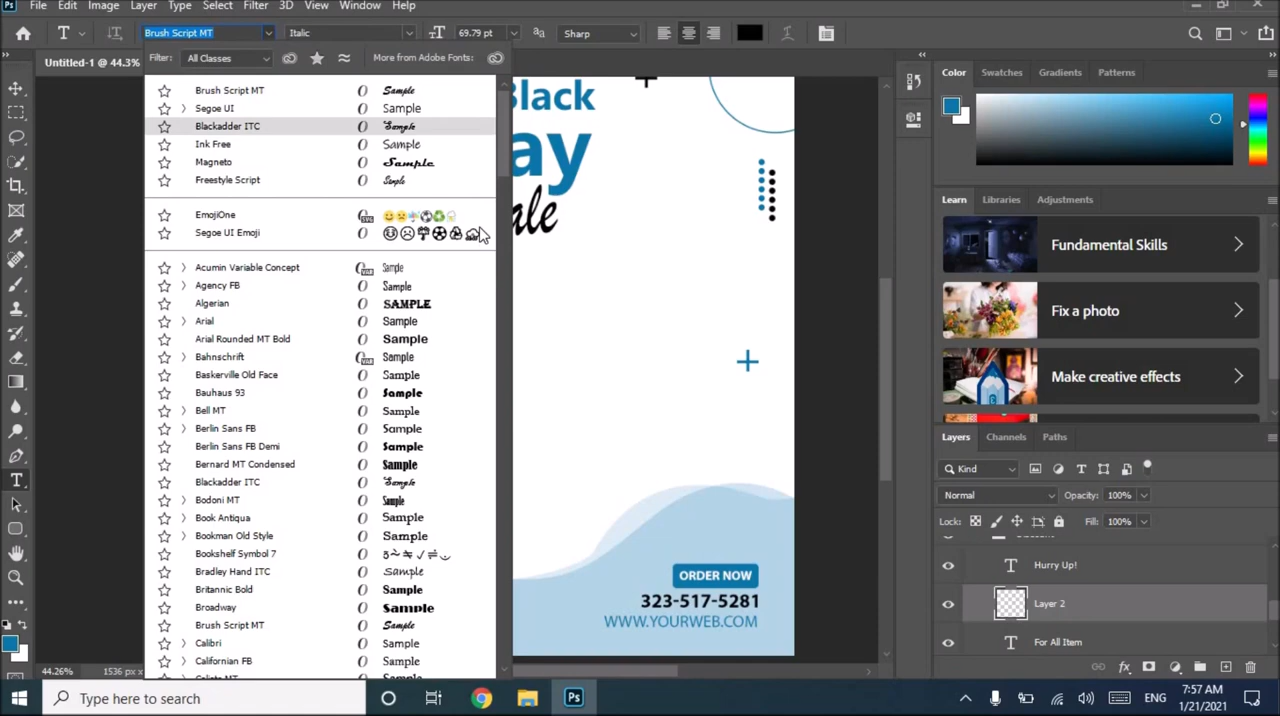 File Edit Image Layer Type Select Filter 3D View Window Help
Brush Script MT Italic 69.79 pt Sharp
Filter: All Classes More from Adobe Fonts:
Untitled-1 @ 44.3%
Brush Script MT Sample
Segoe UI Sample
Blackadder ITC Sample
Ink Free Sample
Magneto Sample
Freestyle Script Sample
EmojiOne
Segoe UI Emoji
Acumin Variable Concept Sample
Agency FB Sample
Algerian SAMPLE
Arial Sample
Arial Rounded MT Bold Sample
Bahnschrift Sample
Baskerville Old Face Sample
Bauhaus 93 Sample
Bell MT Sample
Berlin Sans FB Sample
Berlin Sans FB Demi Sample
Bernard MT Condensed Sample
Blackadder ITC Sample
Bodoni MT Sample
Book Antiqua Sample
Bookman Old Style Sample
Bookshelf Symbol 7
Bradley Hand ITC Sample
Britannic Bold Sample
Broadway Sample
Brush Script MT Sample
Calibri Sample
Californian FB Sample
Black
ay
ale
ORDER NOW
323-517-5281
WWW.YOURWEB.COM
44.26% 1536 px
Color Swatches Gradients Patterns
Learn Libraries Adjustments
Fundamental Skills
Fix a photo
Make creative effects
Layers Channels Paths
Kind
Normal Opacity: 100%
Lock: Fill: 100%
Hurry Up!
Layer 2
For All Item
Type here to search
Ps
ENG
7:57 AM
1/21/2021